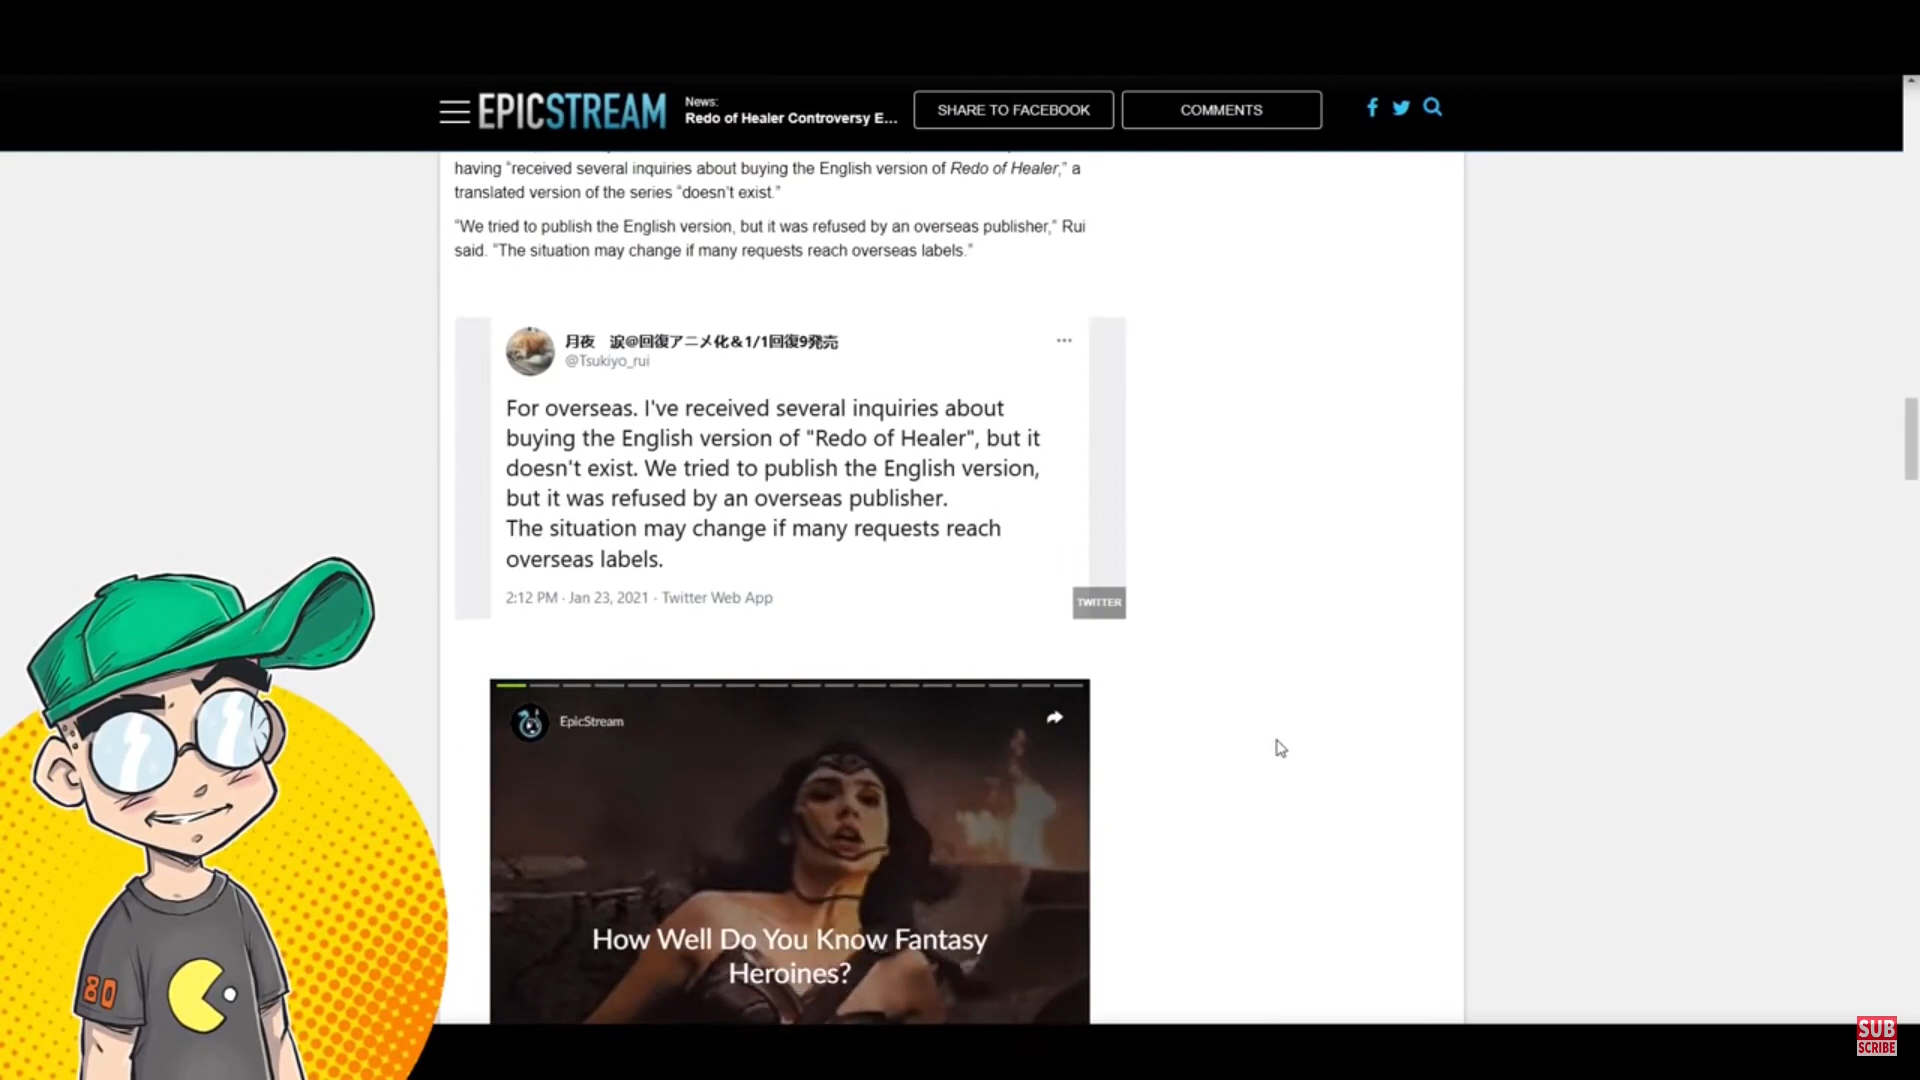 EPICSTREAM
News:
Redo of Healer Controversy E...
SHARE TO FACEBOOK
COMMENTS
having “received several inquiries about buying the English version of Redo of Healer,” a
translated version of the series “doesn’t exist.”
“We tried to publish the English version, but it was refused by an overseas publisher,” Rui
said. “The situation may change if many requests reach overseas labels.”
月夜 涙@回復アニメ化&1/1回復9発売
@Tsukiyo_rui
For overseas. I've received several inquiries about
buying the English version of "Redo of Healer", but it
doesn't exist. We tried to publish the English version,
but it was refused by an overseas publisher.
The situation may change if many requests reach
overseas labels.
2:12 PM · Jan 23, 2021 · Twitter Web App
TWITTER
EpicStream
How Well Do You Know Fantasy
Heroines?
80
SUB
SCRIBE